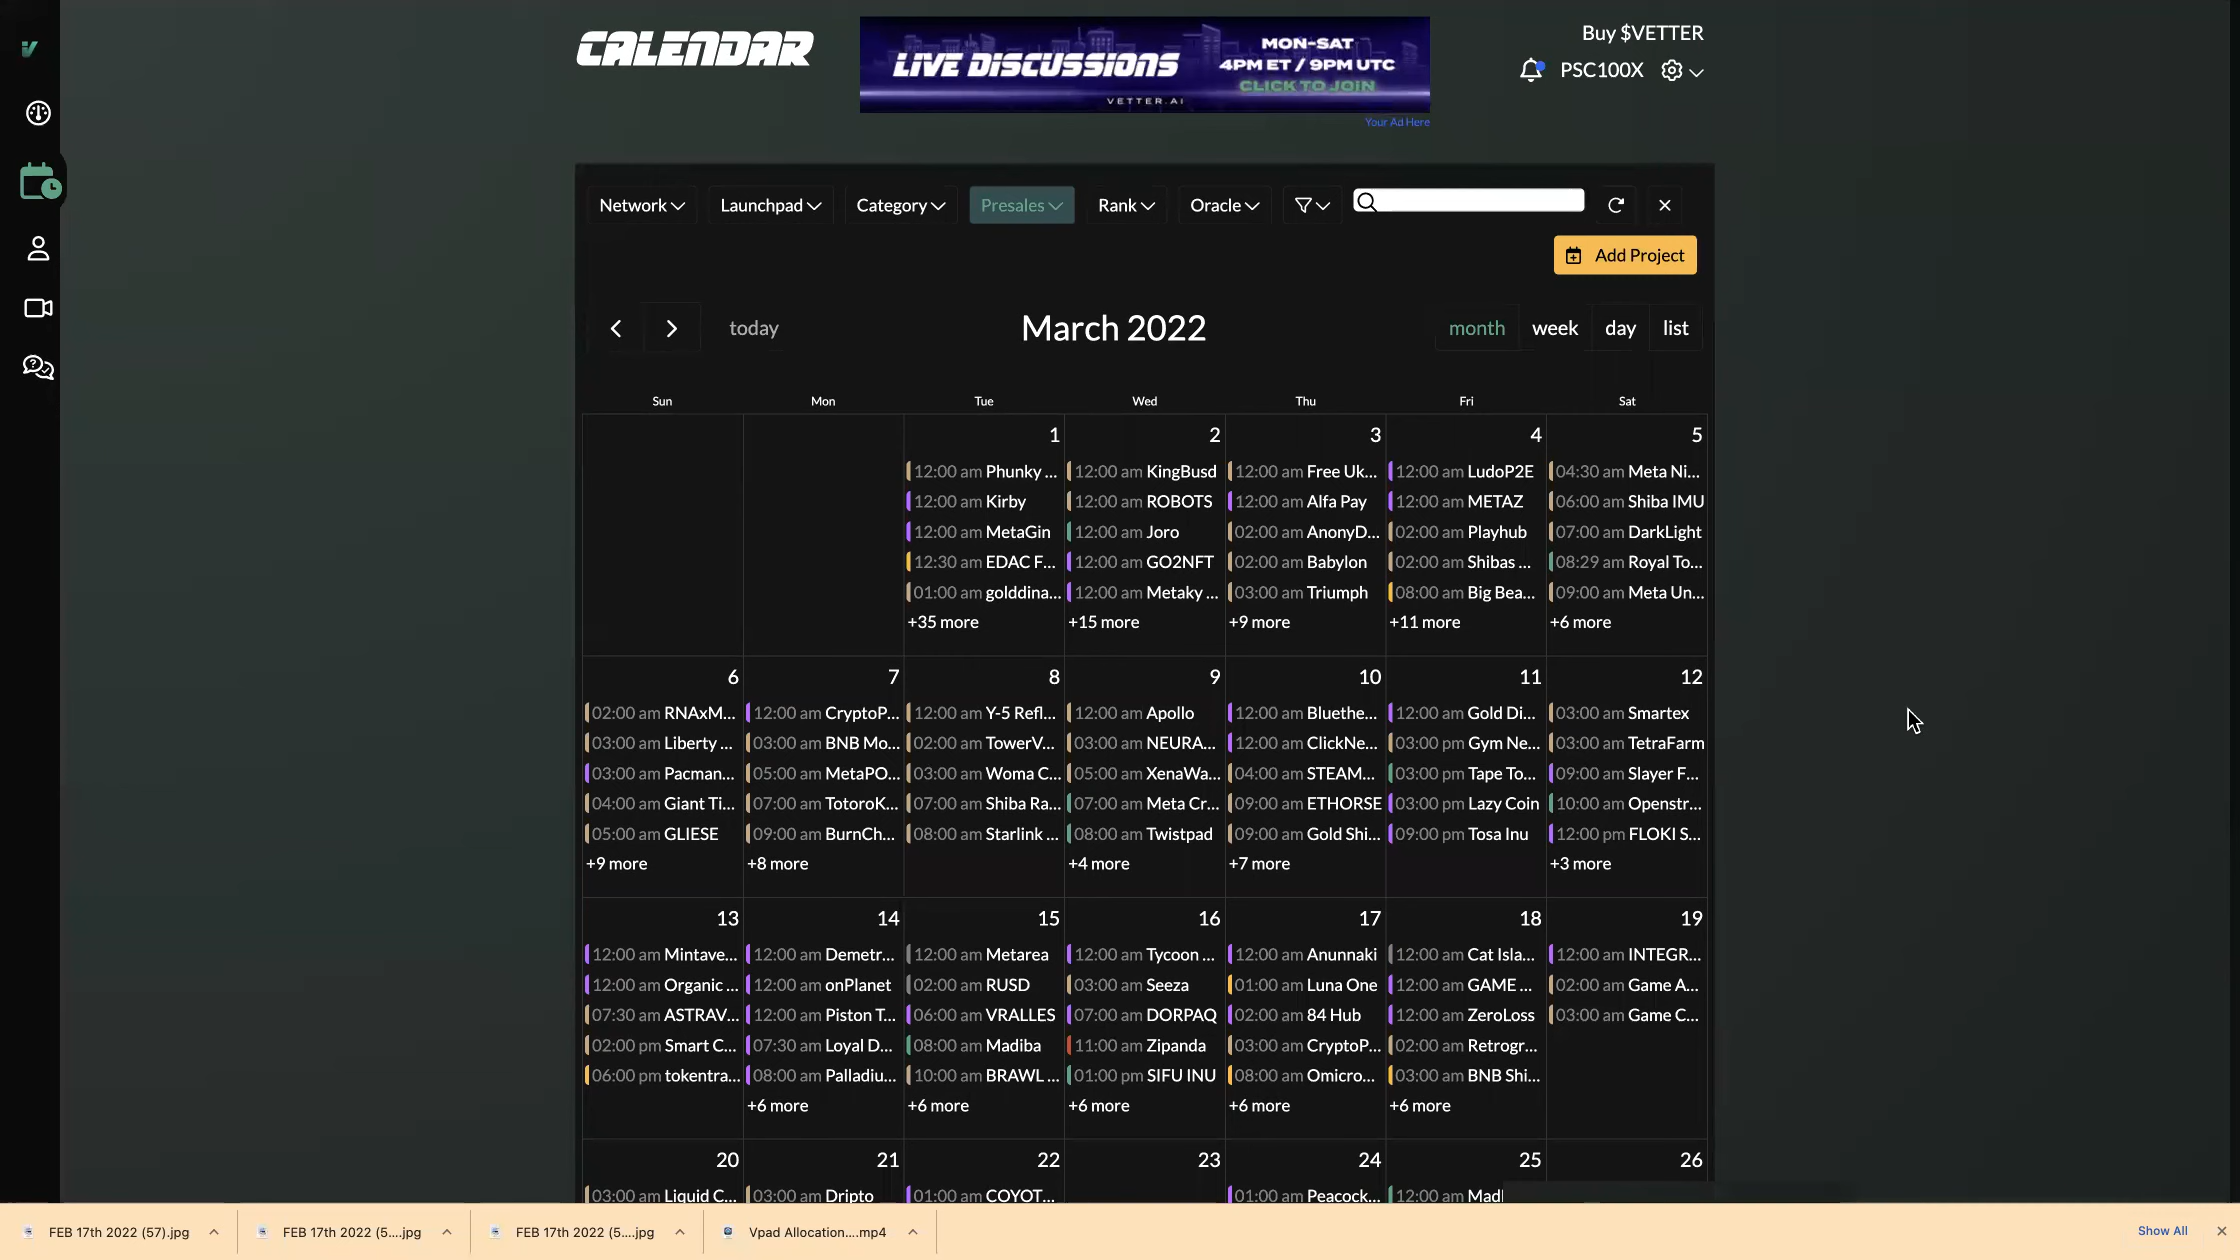 CALENDAR
LIVE DISCUSSIONS
MON-SAT
4PM ET / 9PM UTC
CLICK TO JOIN
VETTER.AI
Your Ad Here
Buy $VETTER
PSC100X
Network Launchpad Category Presales Rank Oracle
Add Project
today March 2022 month week day list
Sun Mon Tue Wed Thu Fri Sat
1 2 3 4 5
12:00 am Phunky ... 12:00 am KingBusd 12:00 am Free Uk... 12:00 am LudoP2E 04:30 am Meta Ni...
12:00 am Kirby 12:00 am ROBOTS 12:00 am Alfa Pay 12:00 am METAZ 06:00 am Shiba IMU
12:00 am MetaGin 12:00 am Joro 02:00 am AnonyD... 02:00 am Playhub 07:00 am DarkLight
12:30 am EDAC F... 12:00 am GO2NFT 02:00 am Babylon 02:00 am Shibas ... 08:29 am Royal To...
01:00 am golddina... 12:00 am Metaky ... 03:00 am Triumph 08:00 am Big Bea... 09:00 am Meta Un...
+35 more +15 more +9 more +11 more +6 more
6 7 8 9 10 11 12
02:00 am RNAxM... 12:00 am CryptoP... 12:00 am Y-5 Refl... 12:00 am Apollo 12:00 am Bluethe... 12:00 am Gold Di... 03:00 am Smartex
03:00 am Liberty ... 03:00 am BNB Mo... 02:00 am TowerV... 03:00 am NEURA... 12:00 am ClickNe... 03:00 pm Gym Ne... 03:00 am TetraFarm
03:00 am Pacman... 05:00 am MetaPO... 03:00 am Woma C... 05:00 am XenaWa... 04:00 am STEAM... 03:00 pm Tape To... 09:00 am Slayer F...
04:00 am Giant Ti... 07:00 am TotoroK... 07:00 am Shiba Ra... 07:00 am Meta Cr... 09:00 am ETHORSE 03:00 pm Lazy Coin 10:00 am Openstr...
05:00 am GLIESE 09:00 am BurnCh... 08:00 am Starlink ... 08:00 am Twistpad 09:00 am Gold Shi... 09:00 pm Tosa Inu 12:00 pm FLOKI S...
+9 more +8 more +4 more +7 more +3 more
13 14 15 16 17 18 19
12:00 am Mintave... 12:00 am Demetr... 12:00 am Metarea 12:00 am Tycoon ... 12:00 am Anunnaki 12:00 am Cat Isla... 12:00 am INTEGR...
12:00 am Organic ... 12:00 am onPlanet 02:00 am RUSD 03:00 am Seeza 01:00 am Luna One 12:00 am GAME ... 02:00 am Game A...
07:30 am ASTRAV... 12:00 am Piston T... 06:00 am VRALLES 07:00 am DORPAQ 02:00 am 84 Hub 12:00 am ZeroLoss 03:00 am Game C...
02:00 pm Smart C... 07:30 am Loyal D... 08:00 am Madiba 11:00 am Zipanda 03:00 am CryptoP... 02:00 am Retrogr...
06:00 pm tokentra... 08:00 am Palladiu... 10:00 am BRAWL ... 01:00 pm SIFU INU 08:00 am Omicro... 03:00 am BNB Shi...
+6 more +6 more +6 more +6 more +6 more
20 21 22 23 24 25 26
03:00 am Liquid C... 03:00 am Dripto 01:00 am COYOT... 01:00 am Peacock... 12:00 am
FEB 17th 2022 (57).jpg FEB 17th 2022 (5....jpg FEB 17th 2022 (5....jpg Vpad Allocation....mp4 Show All